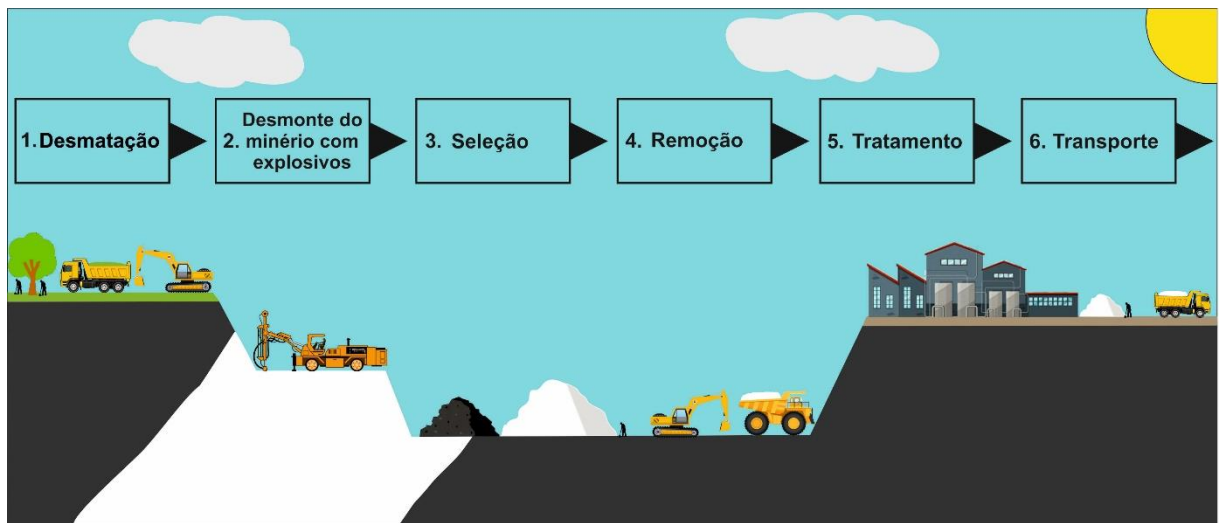 1. Desmatação
Desmonte do
2. minério com
explosivos
3. Seleção
4. Remoção
5. Tratamento
6. Transporte